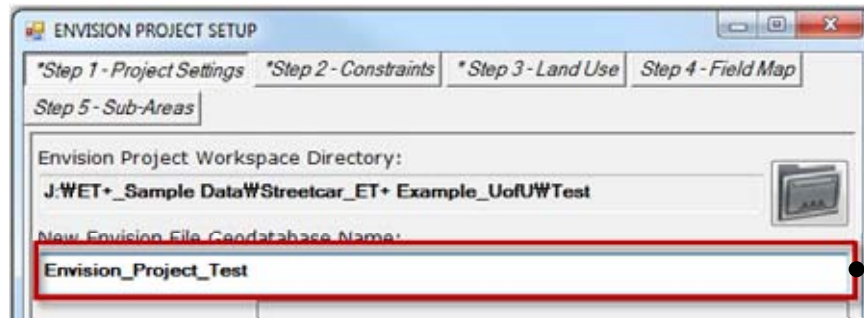 ENVISION PROJECT SETUP
*Step 1 - Project Settings *Step 2 - Constraints *Step 3 - Land Use Step 4 - Field Map
Step 5 - Sub-Areas
Envision Project Workspace Directory:
J:₩ET+_Sample Data₩Streetcar_ET+ Example_UofU₩Test
New Envision File Geodatabase Name:
Envision_Project_Test